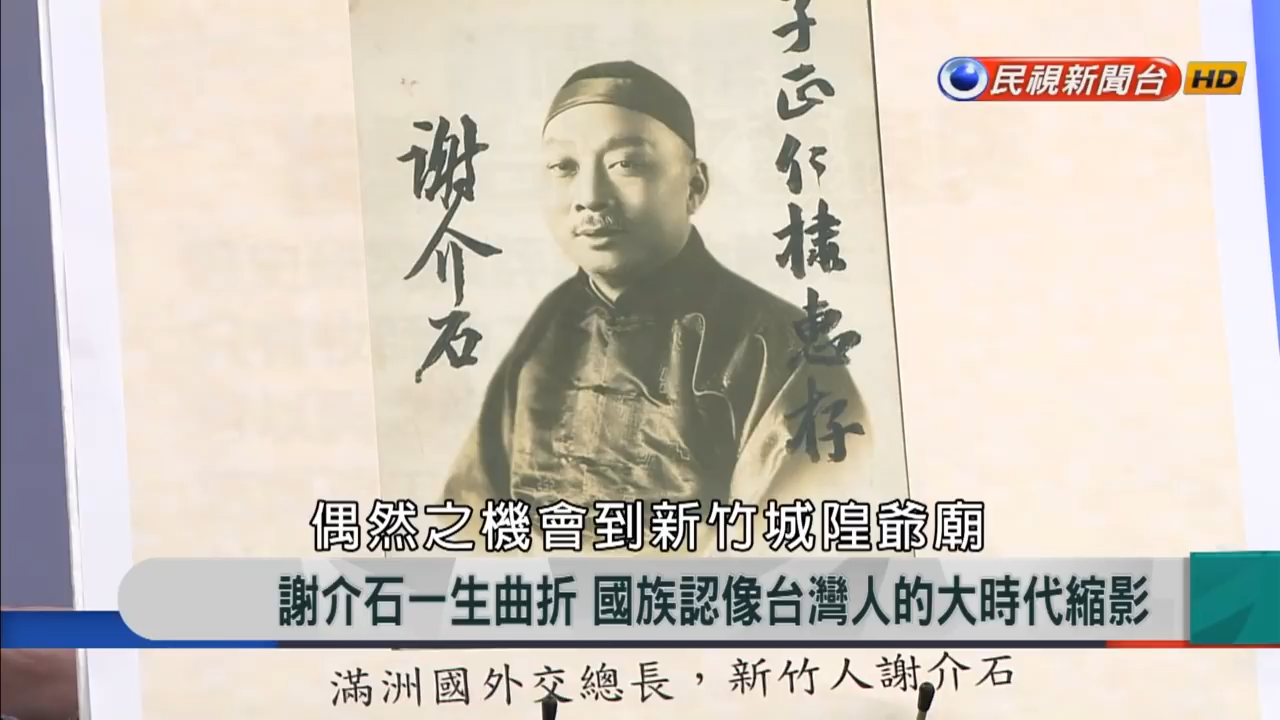 民視新聞台 HD
子正仁棣惠存
謝介石
偶然之機會到新竹城隍爺廟
謝介石一生曲折 國族認像台灣人的大時代縮影
滿洲國外交總長，新竹人謝介石